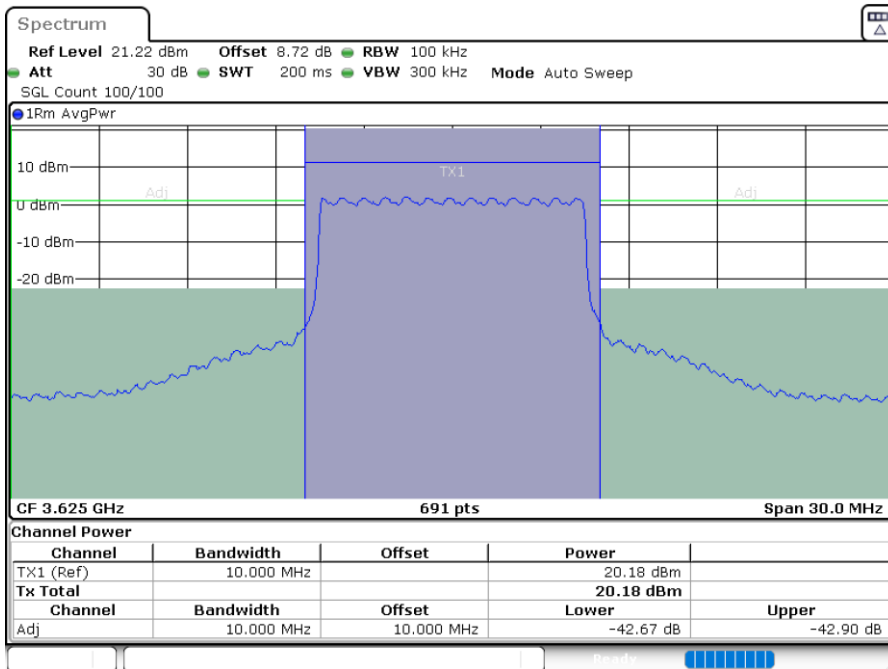 Spectrum
Ref Level 21.22 dBm Offset 8.72 dB RBW 100 kHz
Att 30 dB SWT 200 ms VBW 300 kHz Mode Auto Sweep
SGL Count 100/100
1Rm AvgPwr
10 dBm
TX1
Adj Adj
0 dBm
-10 dBm
-20 dBm
CF 3.625 GHz 691 pts Span 30.0 MHz
Channel Power
Channel Bandwidth Offset Power
TX1 (Ref) 10.000 MHz 20.18 dBm
Tx Total 20.18 dBm
Channel Bandwidth Offset Lower Upper
Adj 10.000 MHz 10.000 MHz -42.67 dB -42.90 dB
Ready